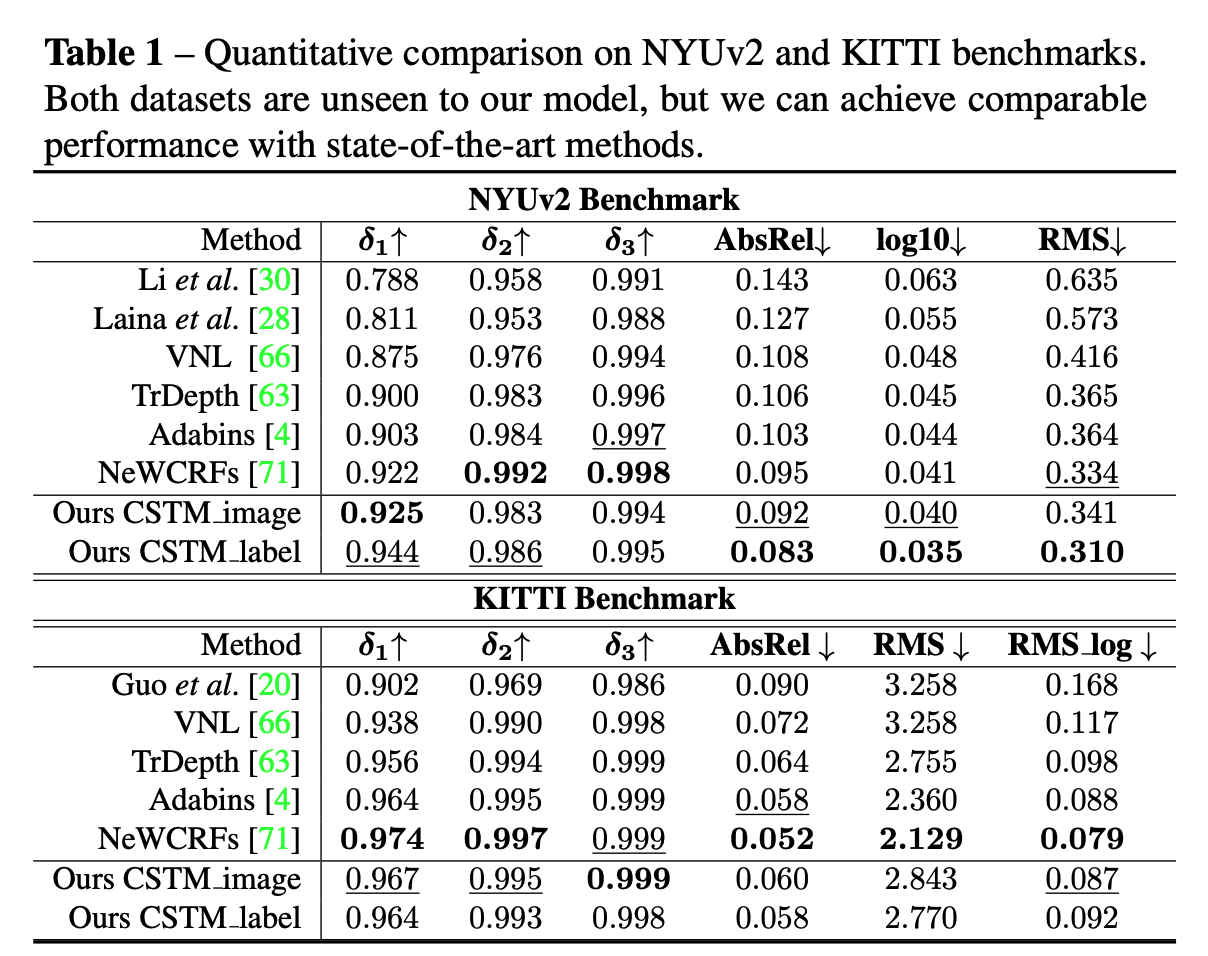 Table 1 – Quantitative comparison on NYUv2 and KITTI benchmarks.
Both datasets are unseen to our model, but we can achieve comparable
performance with state-of-the-art methods.
NYUv2 Benchmark
Method δ1↑ δ2↑ δ3↑ AbsRel↓ log10↓ RMS↓
Li et al. [30] 0.788 0.958 0.991 0.143 0.063 0.635
Laina et al. [28] 0.811 0.953 0.988 0.127 0.055 0.573
VNL [66] 0.875 0.976 0.994 0.108 0.048 0.416
TrDepth [63] 0.900 0.983 0.996 0.106 0.045 0.365
Adabins [4] 0.903 0.984 0.997 0.103 0.044 0.364
NeWCRFs [71] 0.922 0.992 0.998 0.095 0.041 0.334
Ours CSTM_image 0.925 0.983 0.994 0.092 0.040 0.341
Ours CSTM_label 0.944 0.986 0.995 0.083 0.035 0.310
KITTI Benchmark
Method δ1↑ δ2↑ δ3↑ AbsRel ↓ RMS ↓ RMS_log ↓
Guo et al. [20] 0.902 0.969 0.986 0.090 3.258 0.168
VNL [66] 0.938 0.990 0.998 0.072 3.258 0.117
TrDepth [63] 0.956 0.994 0.999 0.064 2.755 0.098
Adabins [4] 0.964 0.995 0.999 0.058 2.360 0.088
NeWCRFs [71] 0.974 0.997 0.999 0.052 2.129 0.079
Ours CSTM_image 0.967 0.995 0.999 0.060 2.843 0.087
Ours CSTM_label 0.964 0.993 0.998 0.058 2.770 0.092